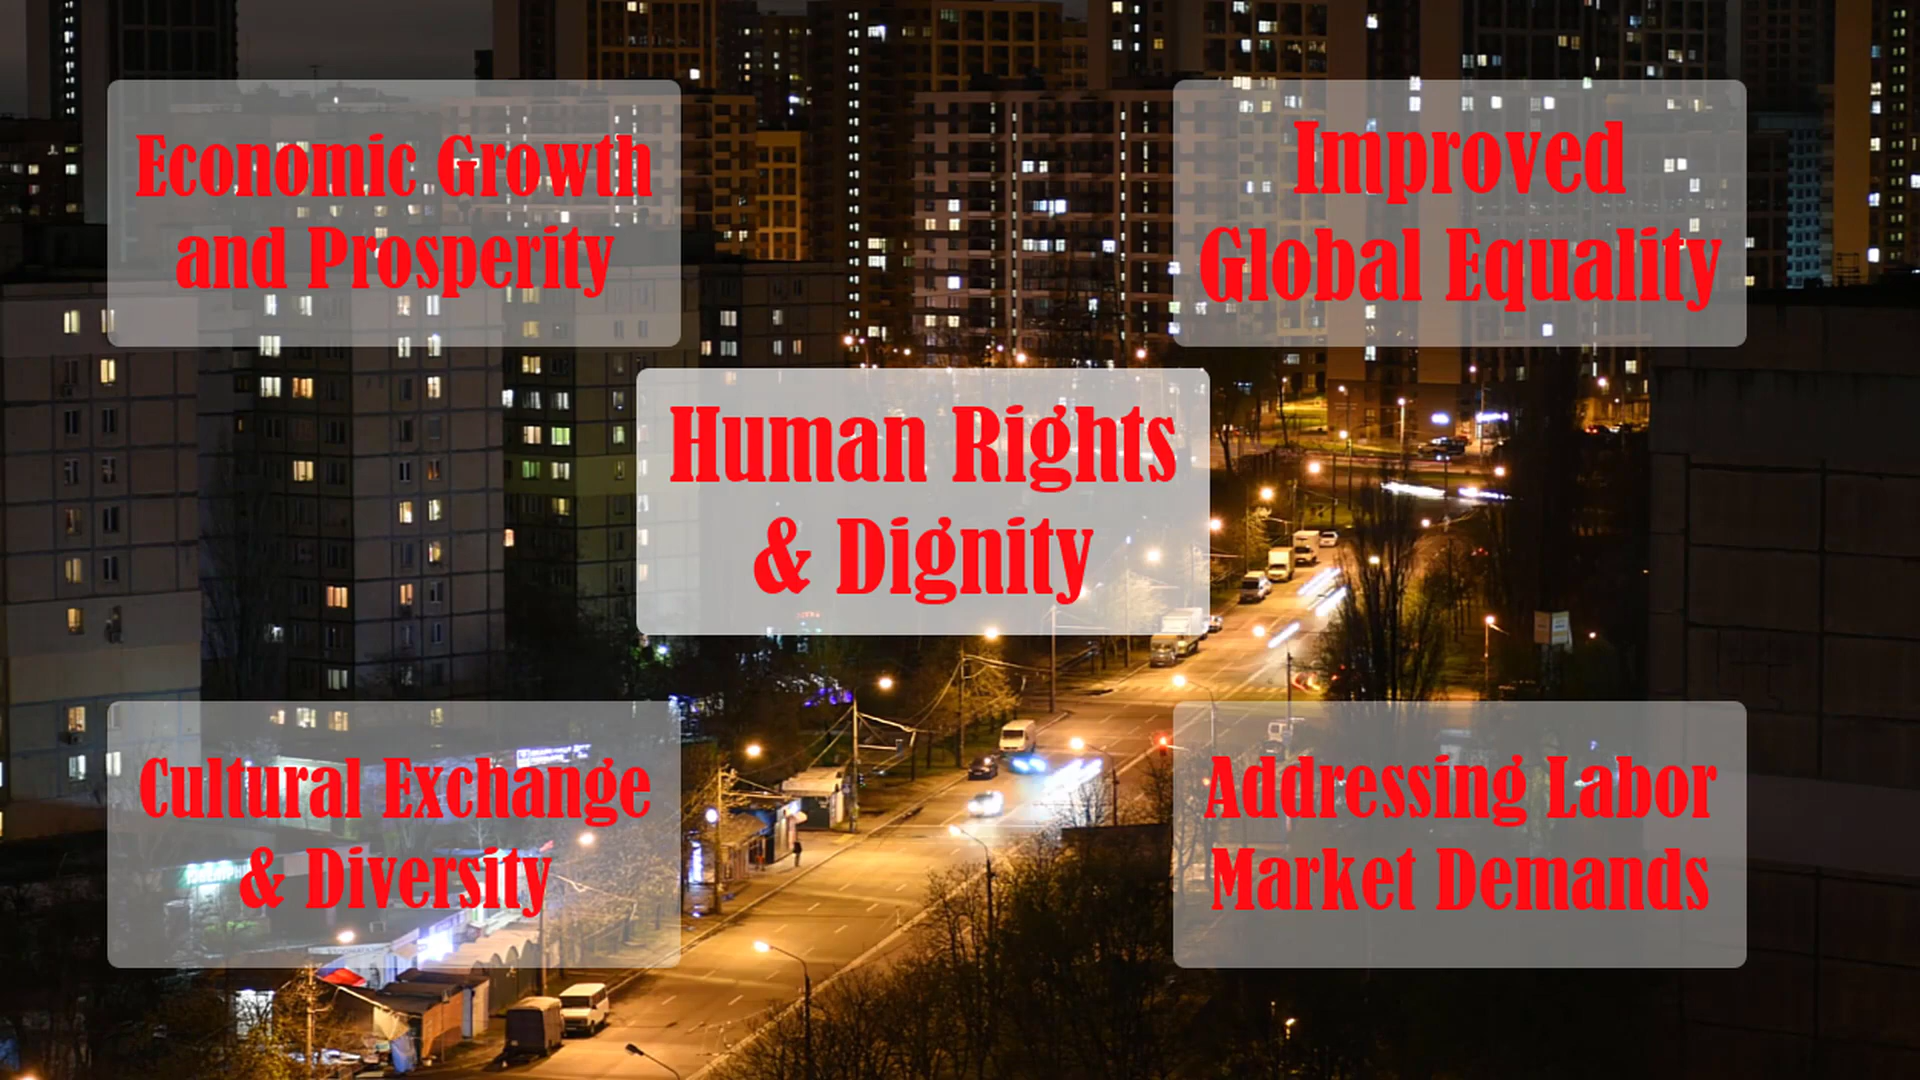 Economic Growth
and Prosperity
Improved
Global Equality
Human Rights
& Dignity
Cultural Exchange
& Diversity
Addressing Labor
Market Demands